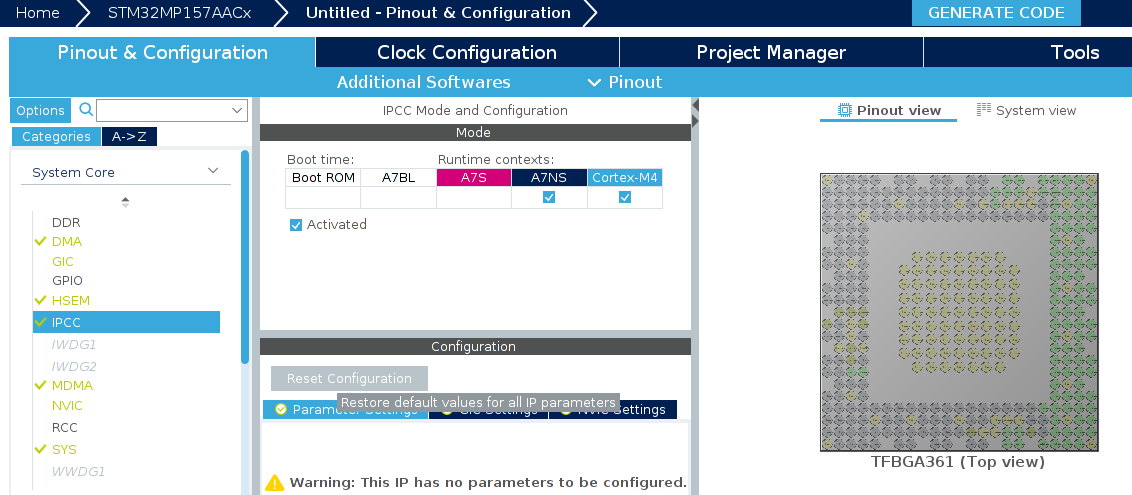 Home STM32MP157AACx Untitled - Pinout & Configuration GENERATE CODE
Pinout & Configuration Clock Configuration Project Manager Tools
Additional Softwares Pinout
Options
Categories A->Z
System Core
DDR
DMA
GIC
GPIO
HSEM
IPCC
IWDG1
IWDG2
MDMA
NVIC
RCC
SYS
WWDG1
IPCC Mode and Configuration
Mode
Boot time: Runtime contexts:
Boot ROM A7BL A7S A7NS Cortex-M4
Activated
Configuration
Reset Configuration
Restore default values for all IP parameters
Parameter Settings Settings Settings
Warning: This IP has no parameters to be configured.
Pinout view System view
TFBGA361 (Top view)